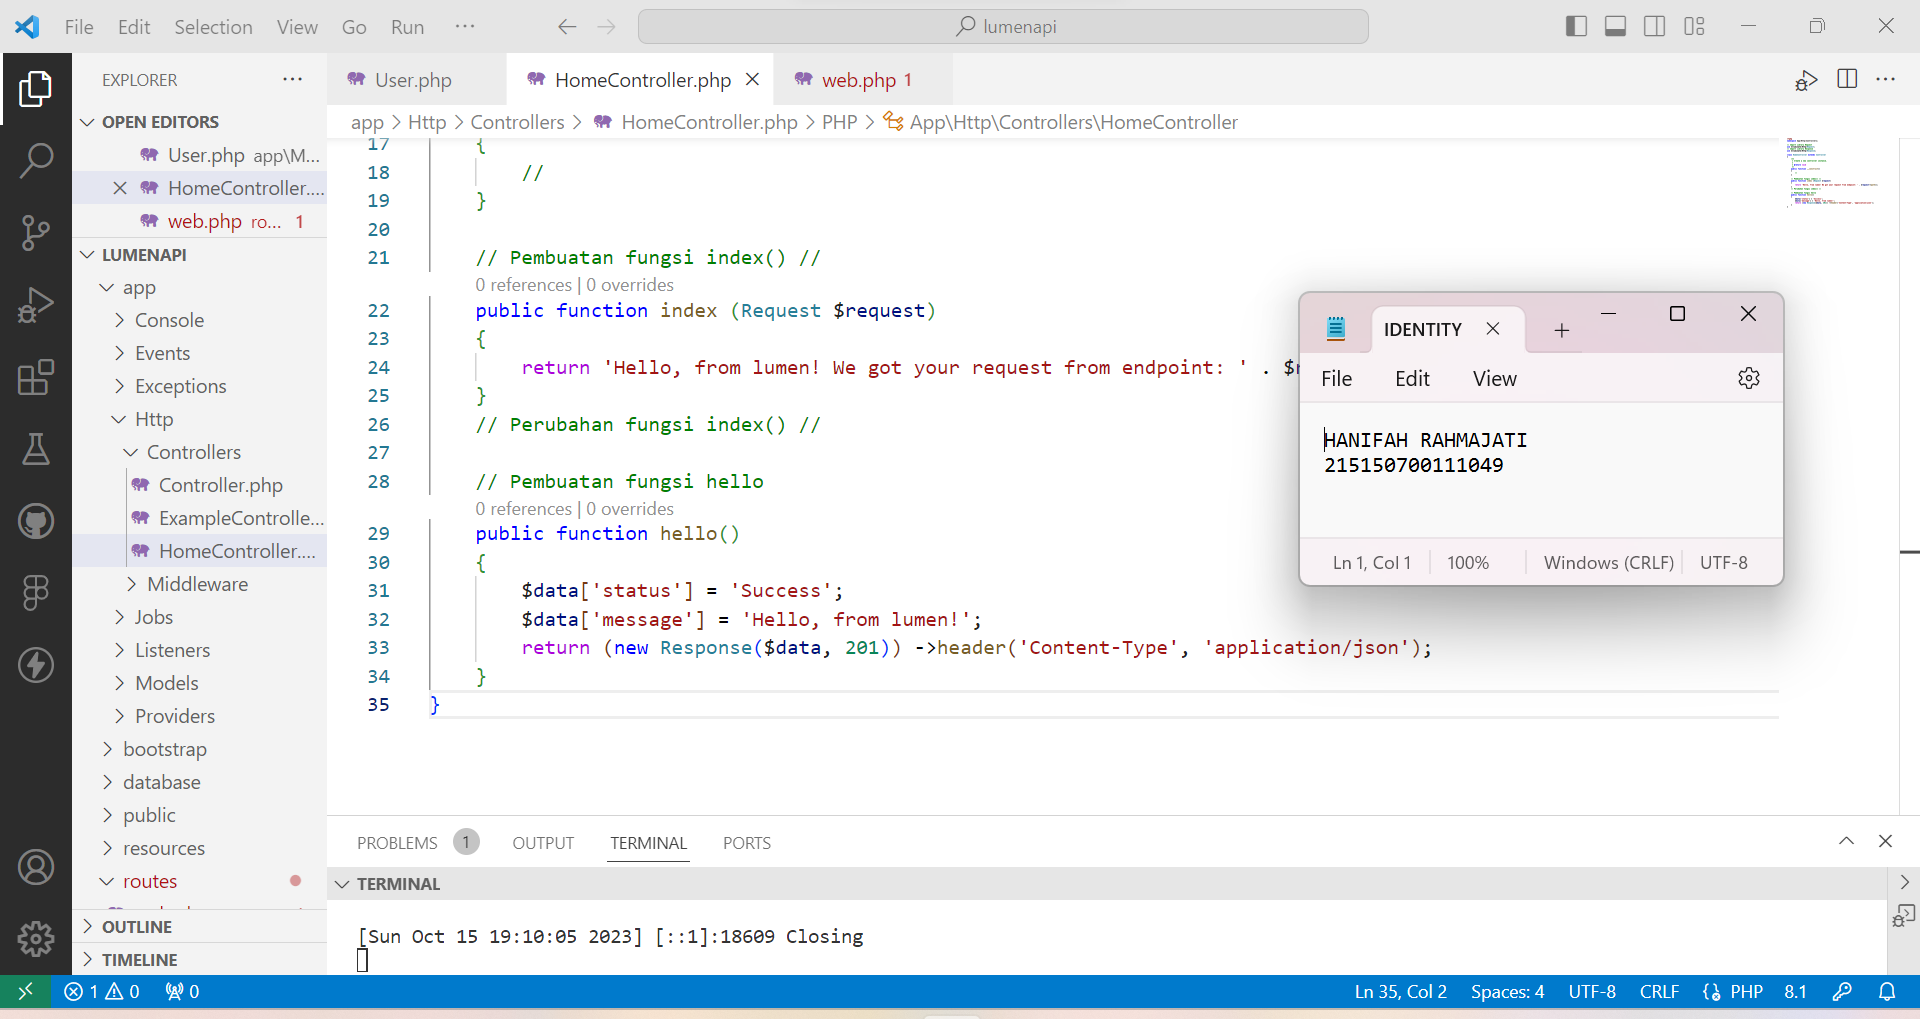 File Edit Selection View Go Run ··· lumenapi
EXPLORER ···
OPEN EDITORS
User.php app\M...
HomeController....
web.php ro... 1
LUMENAPI
app
Console
Events
Exceptions
Http
Controllers
Controller.php
ExampleControlle...
HomeController....
Middleware
Jobs
Listeners
Models
Providers
bootstrap
database
public
resources
routes
OUTLINE
TIMELINE
User.php HomeController.php web.php 1
app > Http > Controllers > HomeController.php > PHP > App\Http\Controllers\HomeController
17 {
18 //
19 }
20
21 // Pembuatan fungsi index() //
0 references | 0 overrides
22 public function index (Request $request)
23 {
24 return 'Hello, from lumen! We got your request from endpoint: ' . $
25 }
26 // Perubahan fungsi index() //
27
28 // Pembuatan fungsi hello
0 references | 0 overrides
29 public function hello()
30 {
31 $data['status'] = 'Success';
32 $data['message'] = 'Hello, from lumen!';
33 return (new Response($data, 201)) ->header('Content-Type', 'application/json');
34 }
35 }
IDENTITY
File Edit View
HANIFAH RAHMAJATI
215150700111049
Ln 1, Col 1 100% Windows (CRLF) UTF-8
PROBLEMS 1 OUTPUT TERMINAL PORTS
TERMINAL
[Sun Oct 15 19:10:05 2023] [::1]:18609 Closing
1 0 0 Ln 35, Col 2 Spaces: 4 UTF-8 CRLF PHP 8.1